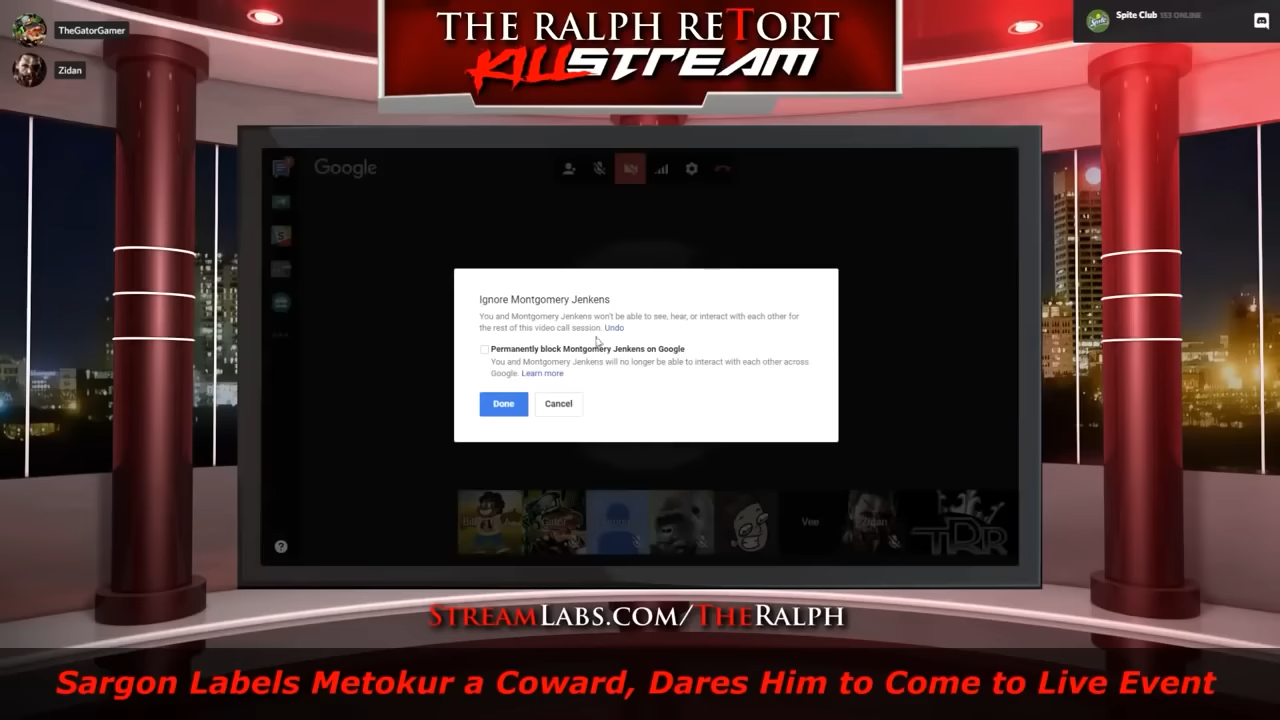 THE RALPH RETORT
KILLSTREAM
TheGatorGamer
Zidan
Spite Club 153 ONLINE
Google
Ignore Montgomery Jenkens
You and Montgomery Jenkens won't be able to see, hear, or interact with each other for
the rest of this video call session. Undo
Permanently block Montgomery Jenkens on Google
You and Montgomery Jenkens will no longer be able to interact with each other across
Google. Learn more
Done Cancel
Gator Vee Zidan TRR
STREAMLABS.COM/THERALPH
Sargon Labels Metokur a Coward, Dares Him to Come to Live Event